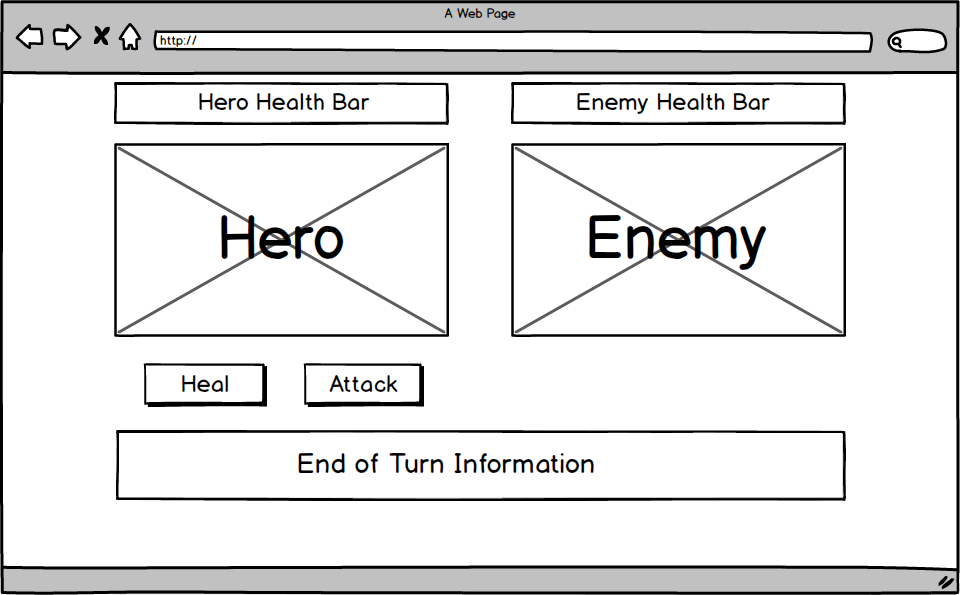 A Web Page
http://
Hero Health Bar
Enemy Health Bar
Hero
Enemy
Heal
Attack
End of Turn Information